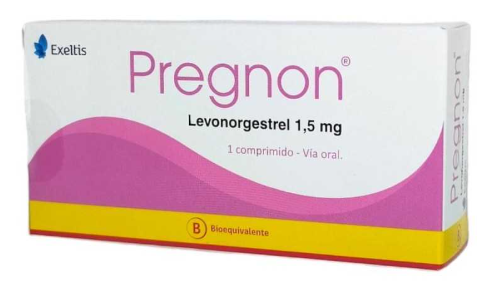 Exeltis
Pregnon®
Levonorgestrel 1,5 mg
1 comprimido - Vía oral.
B Bioequivalente
Pregnon